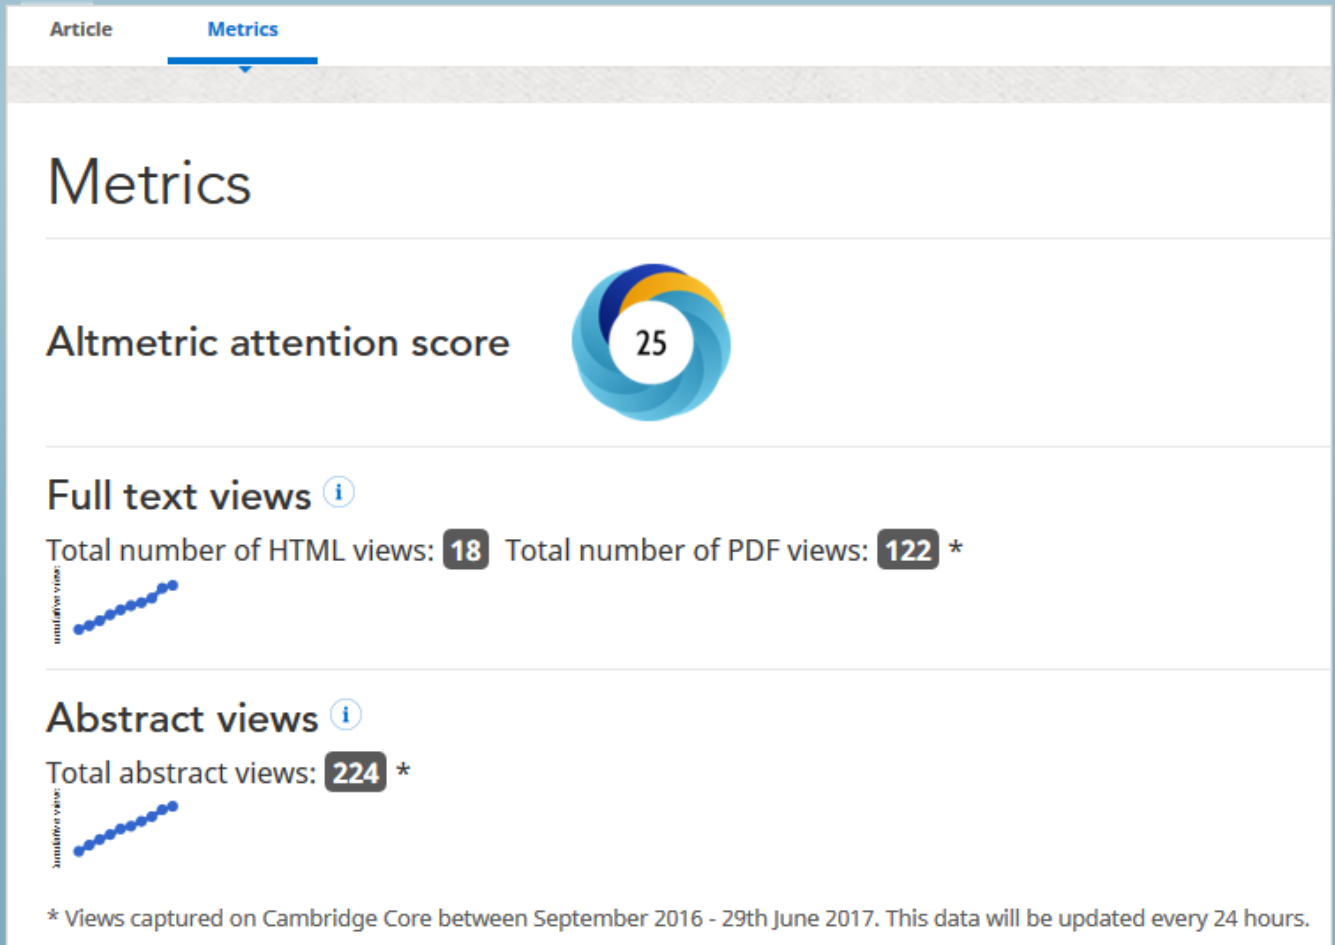 Article Metrics
Metrics
Altmetric attention score 25
Full text views i
Total number of HTML views: 18 Total number of PDF views: 122 *
Abstract views i
Total abstract views: 224 *
* Views captured on Cambridge Core between September 2016 - 29th June 2017. This data will be updated every 24 hours.